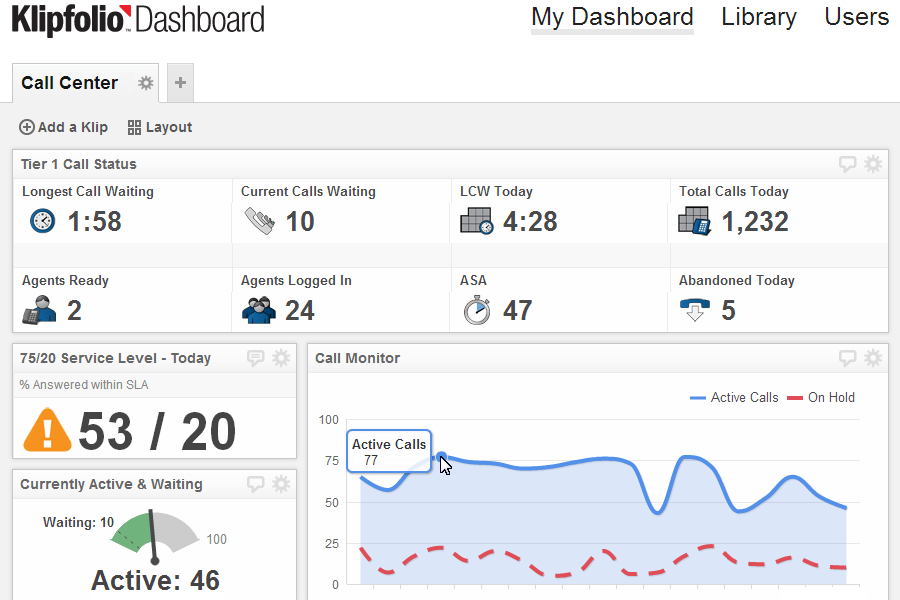 Klipfolio™ Dashboard
My Dashboard Library Users
Call Center +
Add a Klip Layout
Tier 1 Call Status
Longest Call Waiting Current Calls Waiting LCW Today Total Calls Today
1:58 10 4:28 1,232
Agents Ready Agents Logged In ASA Abandoned Today
2 24 47 5
75/20 Service Level - Today
% Answered within SLA
53 / 20
Currently Active & Waiting
Waiting: 10
100
Active: 46
Call Monitor
Active Calls On Hold
100
75
50
25
0
Active Calls
77